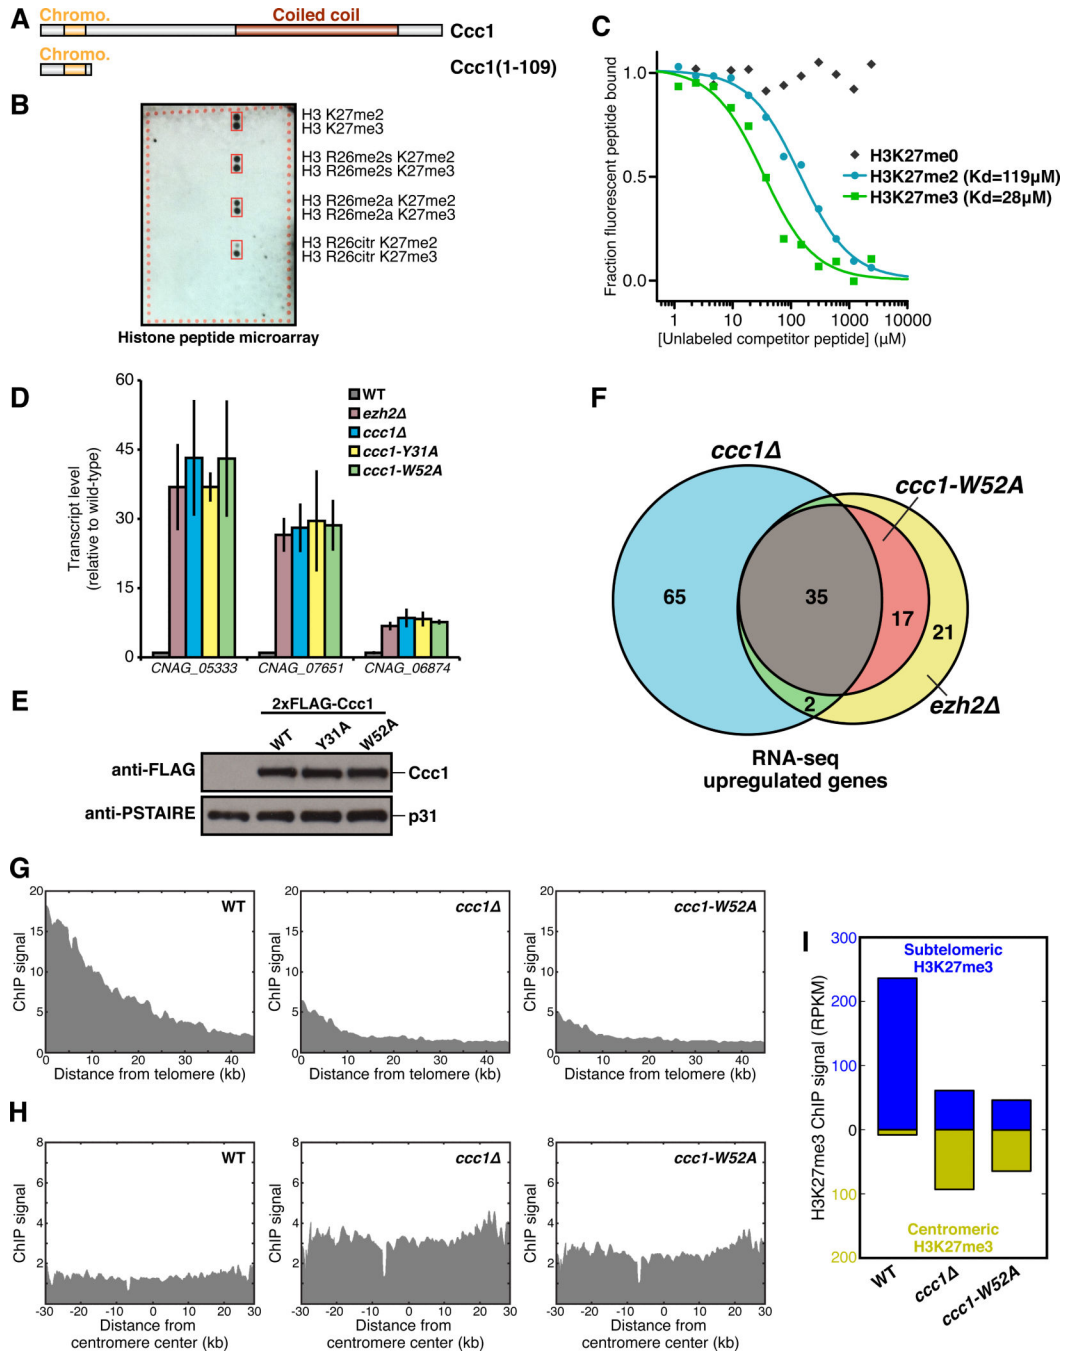 A
Chromo.
Coiled coil
Ccc1
Chromo.
Ccc1(1-109)
B
H3 K27me2
H3 K27me3
H3 R26me2s K27me2
H3 R26me2s K27me3
H3 R26me2a K27me2
H3 R26me2a K27me3
H3 R26citr K27me2
H3 R26citr K27me3
Histone peptide microarray
C
Fraction fluorescent peptide bound
1.0
0.5
0.0
H3K27me0
H3K27me2 (Kd=119µM)
H3K27me3 (Kd=28µM)
1 10 100 1000 10000
[Unlabeled competitor peptide] (µM)
D
Transcript level
(relative to wild-type)
60
45
30
15
0
WT
ezh2Δ
ccc1Δ
ccc1-Y31A
ccc1-W52A
CNAG_05333 CNAG_07651 CNAG_06874
E
2xFLAG-Ccc1
WT Y31A W52A
anti-FLAG
Ccc1
anti-PSTAIRE
p31
F
ccc1Δ
ccc1-W52A
65 35 17 21
2
ezh2Δ
RNA-seq
upregulated genes
G
ChIP signal
20
15
10
5
0
WT
0 10 20 30 40
Distance from telomere (kb)
ChIP signal
20
15
10
5
0
ccc1Δ
0 10 20 30 40
Distance from telomere (kb)
ChIP signal
20
15
10
5
0
ccc1-W52A
0 10 20 30 40
Distance from telomere (kb)
H
ChIP signal
8
6
4
2
WT
-30 -20 -10 0 10 20 30
Distance from
centromere center (kb)
ChIP signal
8
6
4
2
ccc1Δ
-30 -20 -10 0 10 20 30
Distance from
centromere center (kb)
ChIP signal
8
6
4
2
ccc1-W52A
-30 -20 -10 0 10 20 30
Distance from
centromere center (kb)
I
H3K27me3 ChIP signal (RPKM)
300
200
100
0
100
200
Subtelomeric
H3K27me3
Centromeric
H3K27me3
WT
ccc1Δ
ccc1-W52A